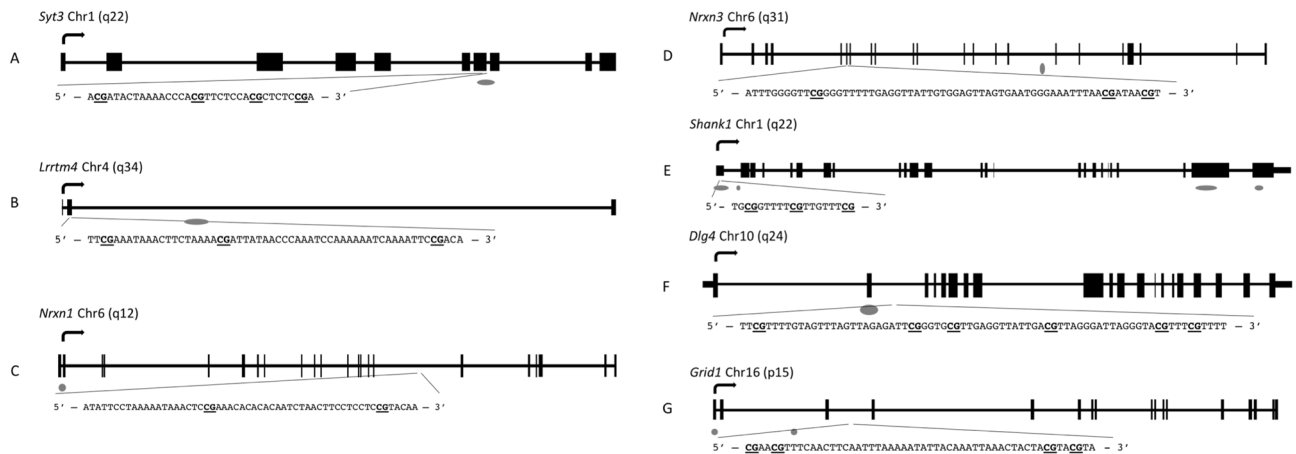 Syt3 Chr1 (q22)
A
5′ — ACGATACTAAAACCCACGTTCTCCACGCTCTCCGA — 3′
Lrrtm4 Chr4 (q34)
B
5′ — TTCGAAATAAACTTCTAAAACGATTATAACCCAAATCCAAAAAATCAAAATTCCGACA — 3′
Nrxn1 Chr6 (q12)
C
5′ — ATATTCCTAAAAATAAACTCCGAAACACACACAATCTAACTTCCTCCTCCGTACAA — 3′
Nrxn3 Chr6 (q31)
D
5′ — ATTTGGGGTTCGGGGTTTTTGAGGTTATTGTGGAGTTAGTGAATGGGAAATTTAACGATAACGT — 3′
Shank1 Chr1 (q22)
E
5′ – TGCGGTTTTCGTTGTTTCG — 3′
Dlg4 Chr10 (q24)
F
5′ — TTCGTTTTGTAGTTTAGTTAGAGATTCGGGTGCGTTGAGGTTATTGACGTTAGGGATTAGGGTACGTTTCGTTTT — 3′
Grid1 Chr16 (p15)
G
5′ — CGAACGTTTCAACTTCAATTTAAAAATATTACAAATTAAACTACTACGTACGTA — 3′